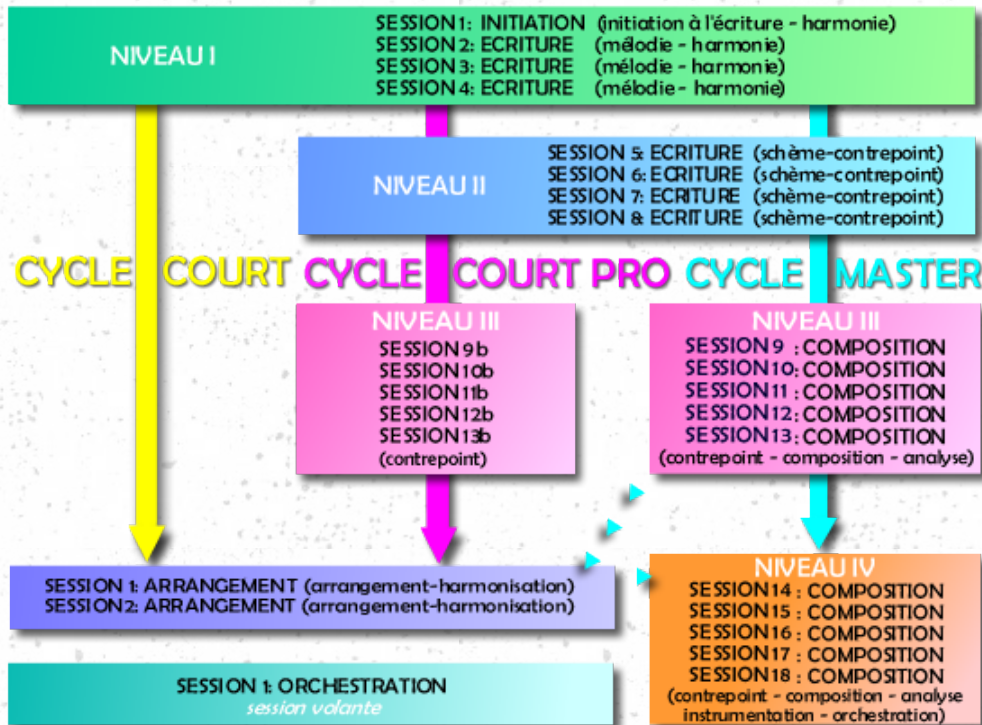 NIVEAU I
SESSION 1: INITIATION (initiation à l'écriture - harmonie)
SESSION 2: ECRITURE (mélodie - harmonie)
SESSION 3: ECRITURE (mélodie - harmonie)
SESSION 4: ECRITURE (mélodie - harmonie)
NIVEAU II
SESSION 5: ECRITURE (schème-contrepoint)
SESSION 6: ECRITURE (schème-contrepoint)
SESSION 7: ECRITURE (schème-contrepoint)
SESSION 8: ECRITURE (schème-contrepoint)
CYCLE COURT
CYCLE COURT PRO
CYCLE MASTER
NIVEAU III
SESSION 9b
SESSION 10b
SESSION 11b
SESSION 12b
SESSION 13b
(contrepoint)
NIVEAU III
SESSION 9 : COMPOSITION
SESSION 10: COMPOSITION
SESSION 11 : COMPOSITION
SESSION 12 : COMPOSITION
SESSION 13 : COMPOSITION
(contrepoint - composition - analyse)
SESSION 1: ARRANGEMENT (arrangement-harmonisation)
SESSION 2: ARRANGEMENT (arrangement-harmonisation)
NIVEAU IV
SESSION 14 : COMPOSITION
SESSION 15 : COMPOSITION
SESSION 16 : COMPOSITION
SESSION 17 : COMPOSITION
SESSION 18 : COMPOSITION
(contrepoint - composition - analyse
instrumentation - orchestration)
SESSION 1: ORCHESTRATION
session volante